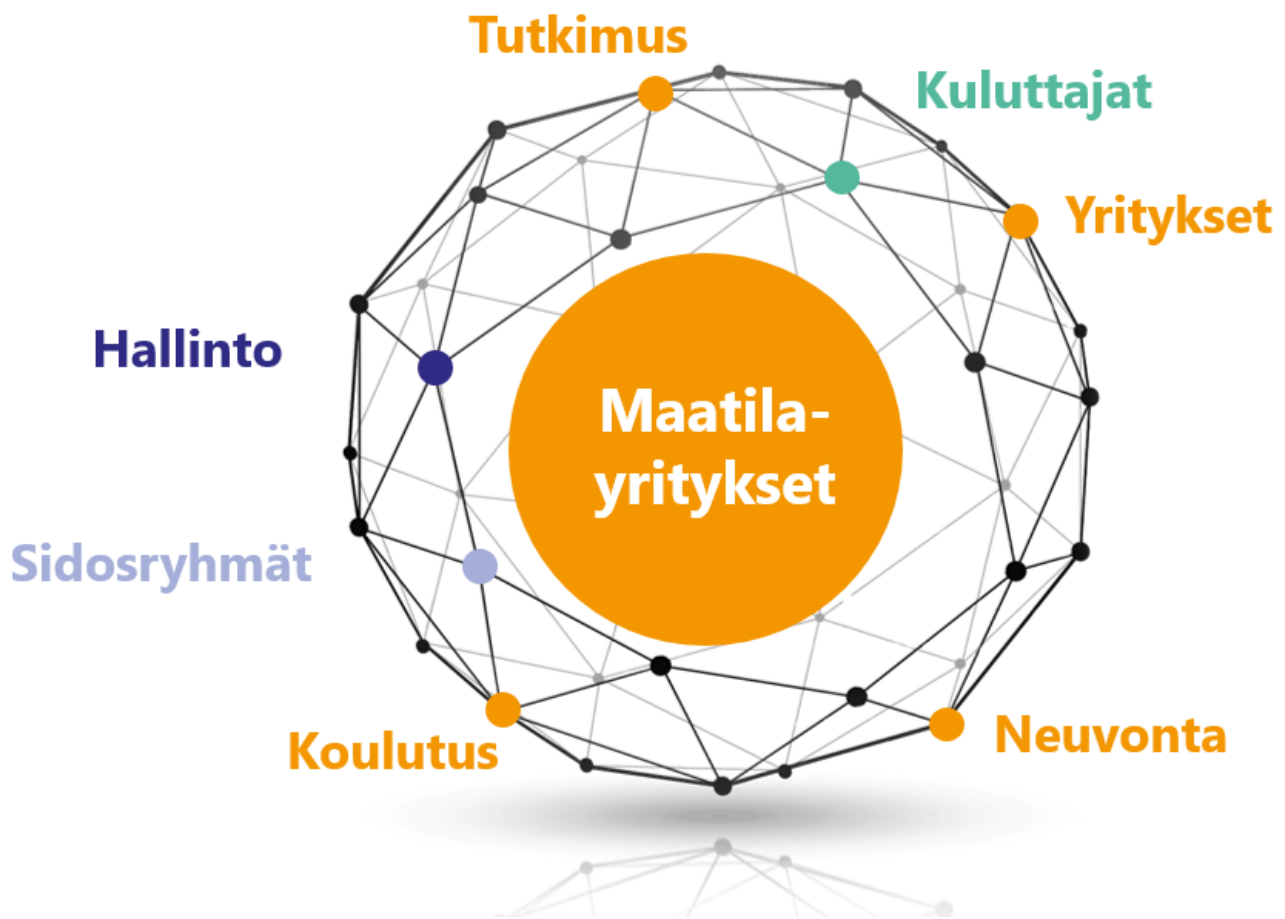 Tutkimus
Kuluttajat
Yritykset
Hallinto
Maatila-
yritykset
Sidosryhmät
Koulutus
Neuvonta